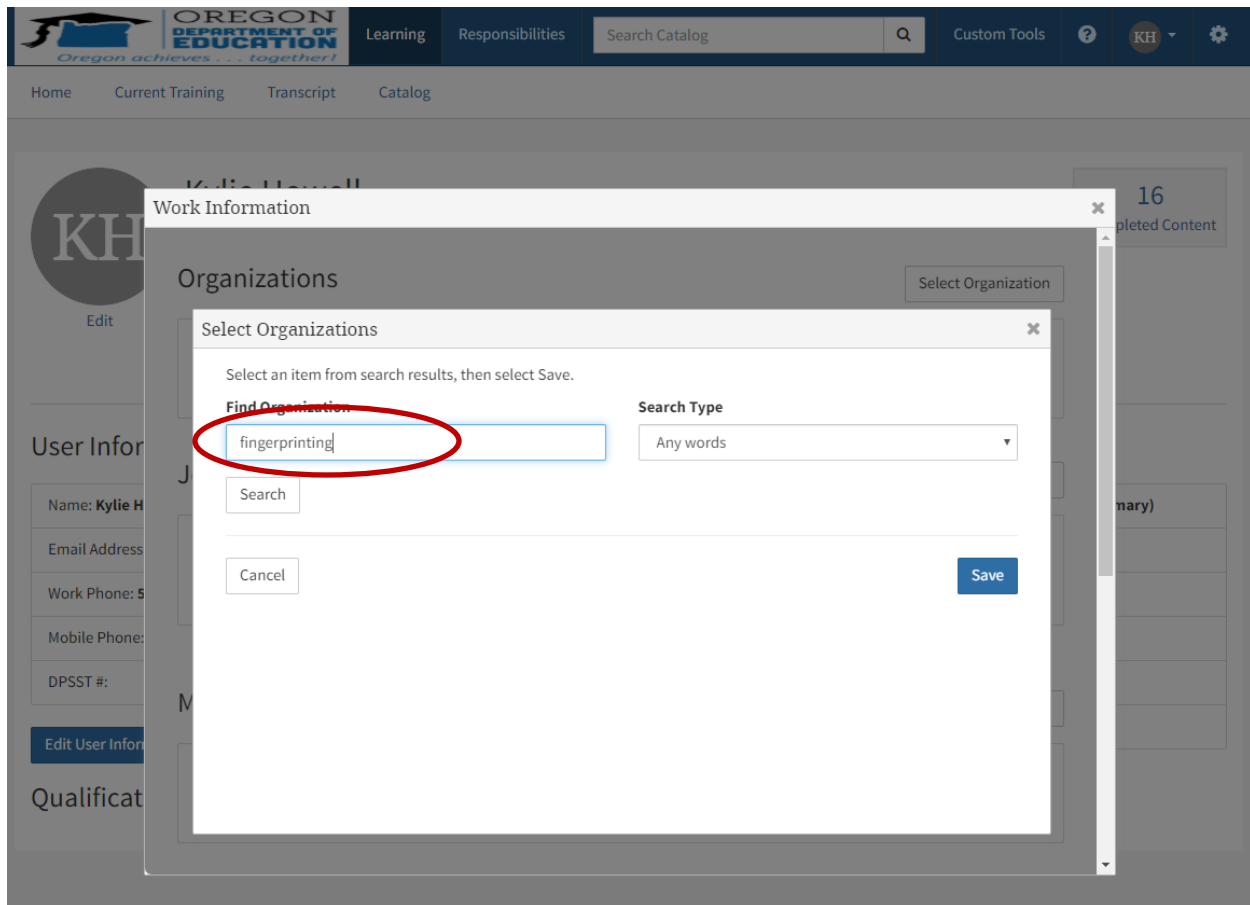 OREGON
DEPARTMENT OF
EDUCATION
Oregon achieves . . . together!
Learning Responsibilities Search Catalog Custom Tools ? KH
Home Current Training Transcript Catalog
KH
Kylie Howell
16
pleted Content
Edit
Work Information ×
Organizations Select Organization
Select Organizations ×
Select an item from search results, then select Save.
Find Organization Search Type
fingerprinting Any words
Search
Cancel Save
User Infor
J
Name: Kylie H mary)
Email Address
Work Phone: 5
Mobile Phone:
DPSST #:
M
Edit User Infor
Qualificat